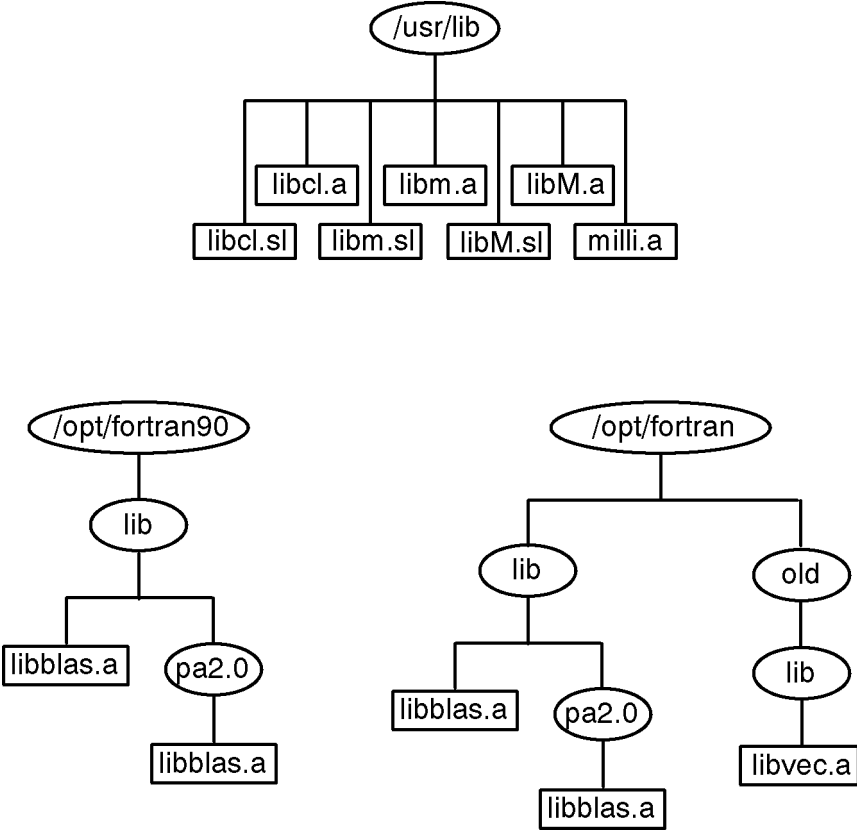 /usr/lib
libcl.a
libm.a
libM.a
libcl.sl
libm.sl
libM.sl
milli.a
/opt/fortran90
lib
libblas.a
pa2.0
libblas.a
/opt/fortran
lib
old
libblas.a
pa2.0
lib
libblas.a
libvec.a